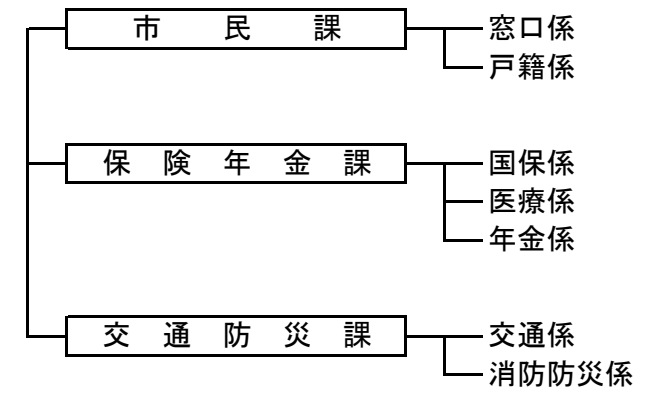 市民課
窓口係
戸籍係
保険年金課
国保係
医療係
年金係
交通防災課
交通係
消防防災係